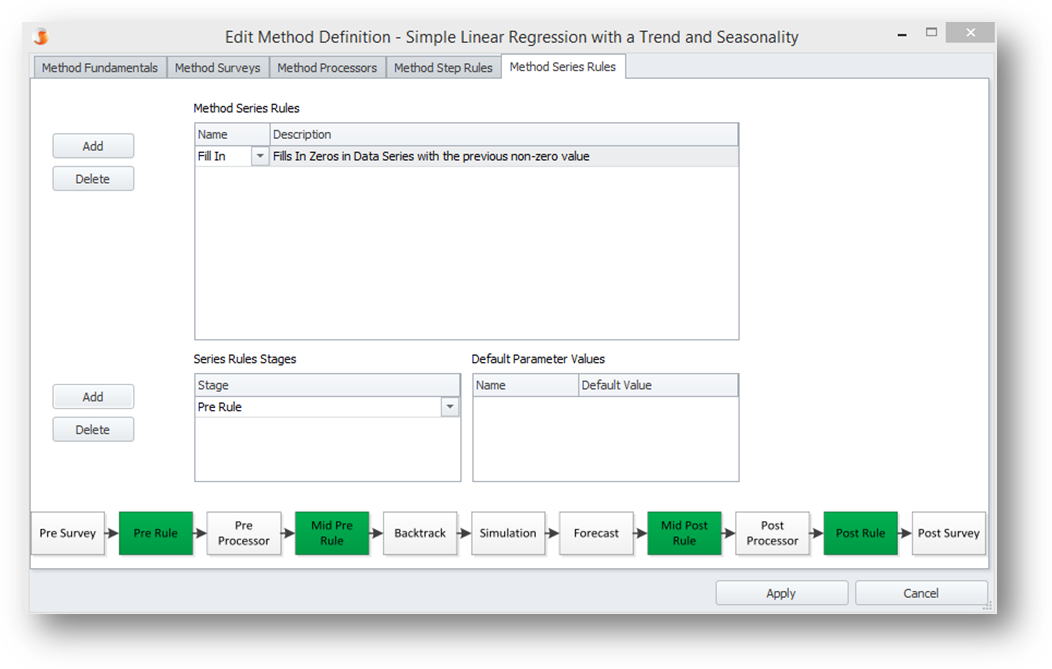 Edit Method Definition - Simple Linear Regression with a Trend and Seasonality
Method Fundamentals
Method Surveys
Method Processors
Method Step Rules
Method Series Rules
Method Series Rules
Add
Delete
Name
Description
Fill In
Fills In Zeros in Data Series with the previous non-zero value
Series Rules Stages
Default Parameter Values
Add
Delete
Stage
Pre Rule
Name
Default Value
Pre Survey
Pre Rule
Pre
Processor
Mid Pre
Rule
Backtrack
Simulation
Forecast
Mid Post
Rule
Post
Processor
Post Rule
Post Survey
Apply
Cancel